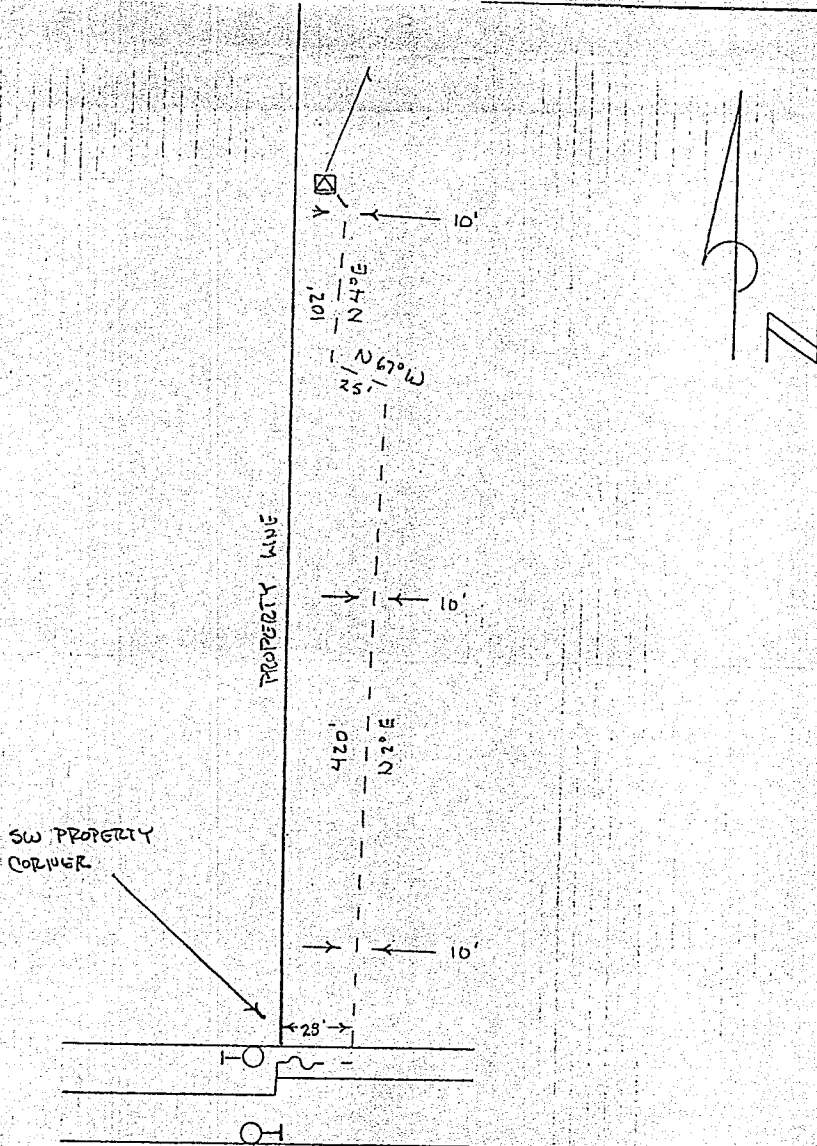 10'
102'
N 4° E
N 67° W
25'
PROPERTY LINE
10'
420'
N 2° E
SW PROPERTY
CORNER
10'
25'
N